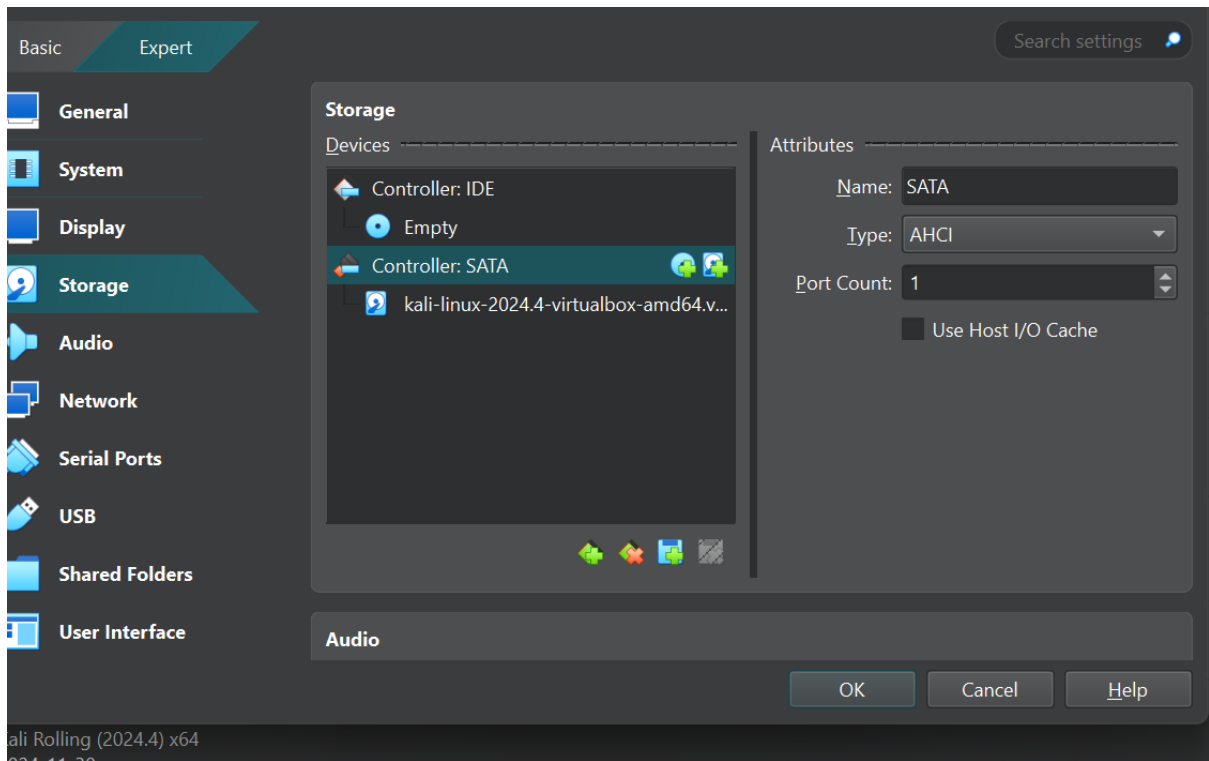 Basic
Expert
Search settings
General
System
Display
Storage
Audio
Network
Serial Ports
USB
Shared Folders
User Interface
Storage
Devices
Controller: IDE
Empty
Controller: SATA
kali-linux-2024.4-virtualbox-amd64.v...
Attributes
Name: SATA
Type: AHCI
Port Count: 1
Use Host I/O Cache
Audio
OK Cancel Help
ali Rolling (2024.4) x64